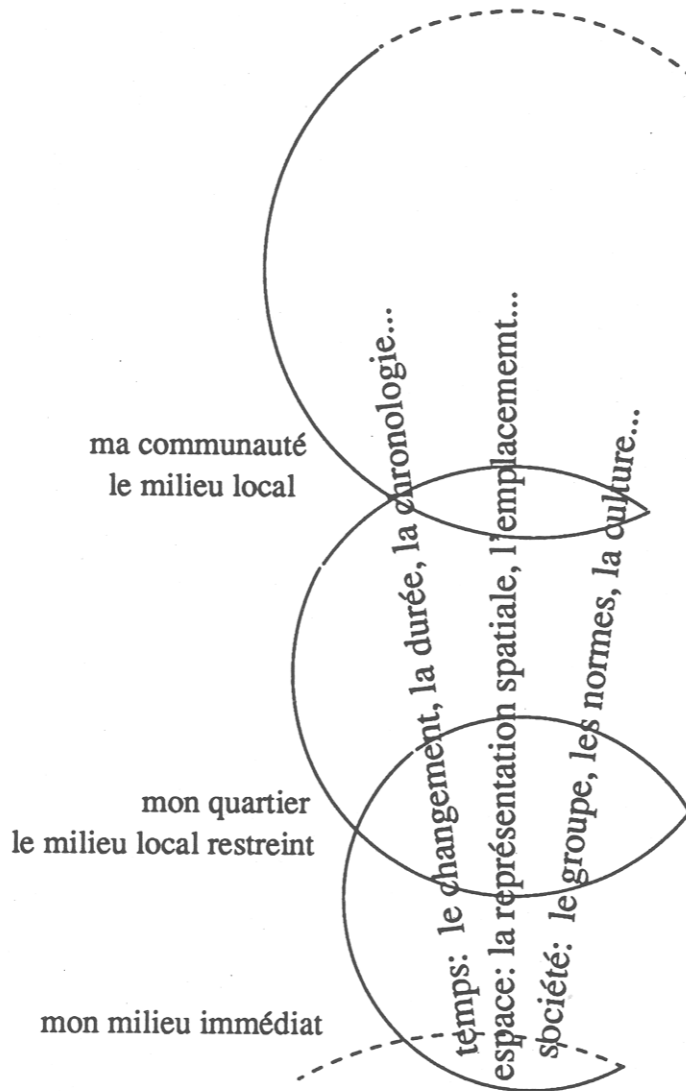 ma communauté
le milieu local
mon quartier
le milieu local restreint
mon milieu immédiat
temps: le changement, la durée, la chronologie...
espace: la représentation spatiale, l'emplacememt...
société: le groupe, les normes, la culture...